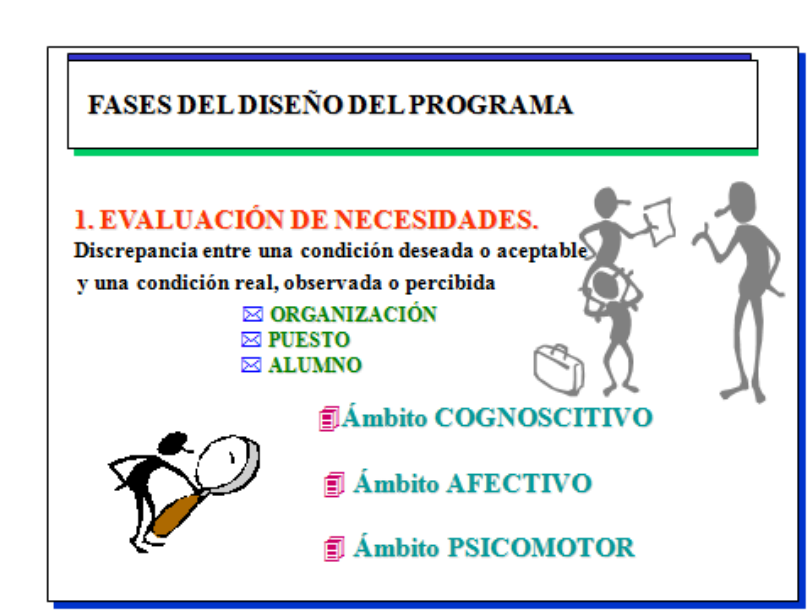 FASES DEL DISEÑO DEL PROGRAMA
1. EVALUACIÓN DE NECESIDADES.
Discrepancia entre una condición deseada o aceptable
y una condición real, observada o percibida
ORGANIZACIÓN
PUESTO
ALUMNO
Ámbito COGNOSCITIVO
Ámbito AFECTIVO
Ámbito PSICOMOTOR